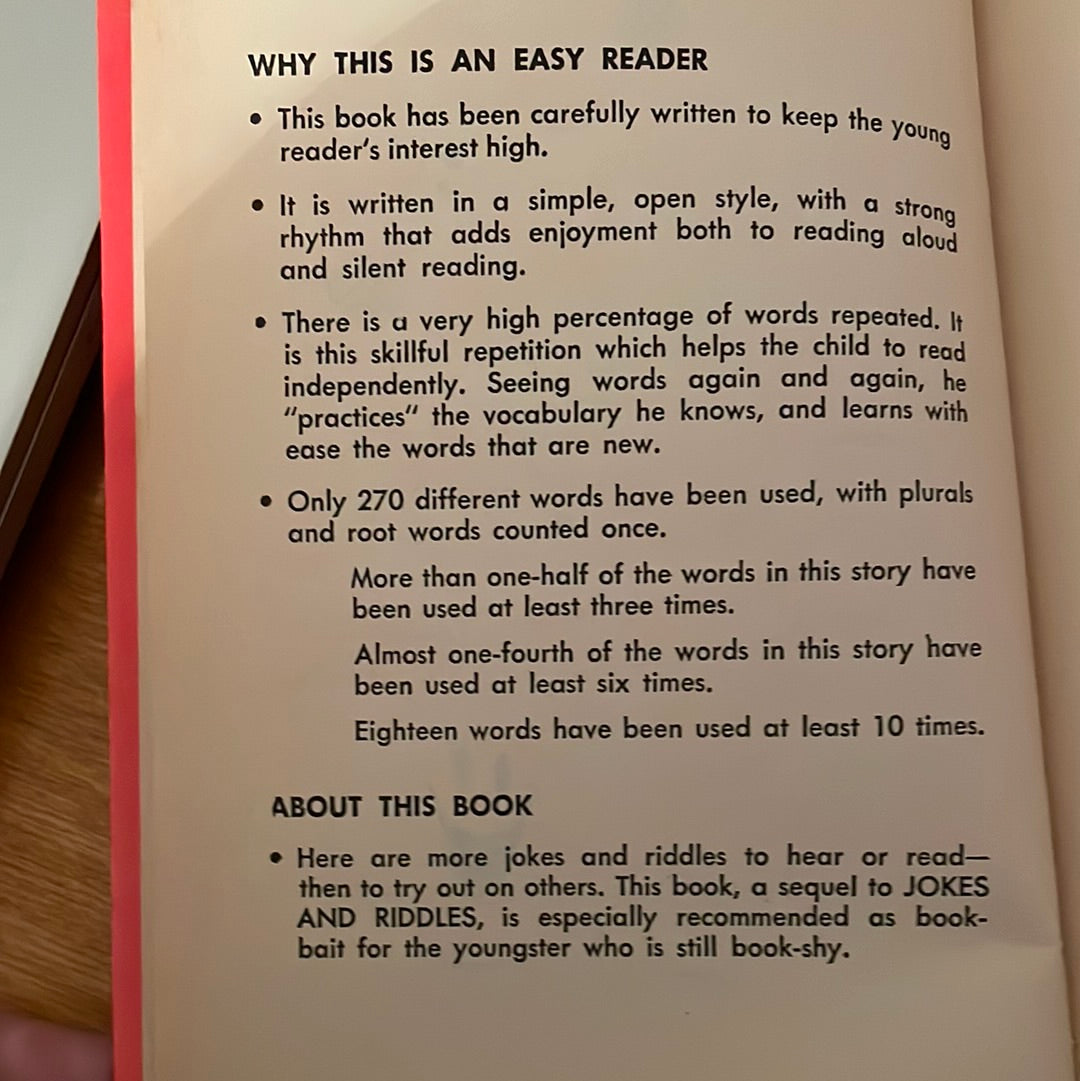 WHY THIS IS AN EASY READER
• This book has been carefully written to keep the young
reader's interest high.
• It is written in a simple, open style, with a strong
rhythm that adds enjoyment both to reading aloud
and silent reading.
• There is a very high percentage of words repeated. It
is this skillful repetition which helps the child to read
independently. Seeing words again and again, he
"practices" the vocabulary he knows, and learns with
ease the words that are new.
• Only 270 different words have been used, with plurals
and root words counted once.
More than one-half of the words in this story have
been used at least three times.
Almost one-fourth of the words in this story have
been used at least six times.
Eighteen words have been used at least 10 times.
ABOUT THIS BOOK
• Here are more jokes and riddles to hear or read—
then to try out on others. This book, a sequel to JOKES
AND RIDDLES, is especially recommended as book-
bait for the youngster who is still book-shy.